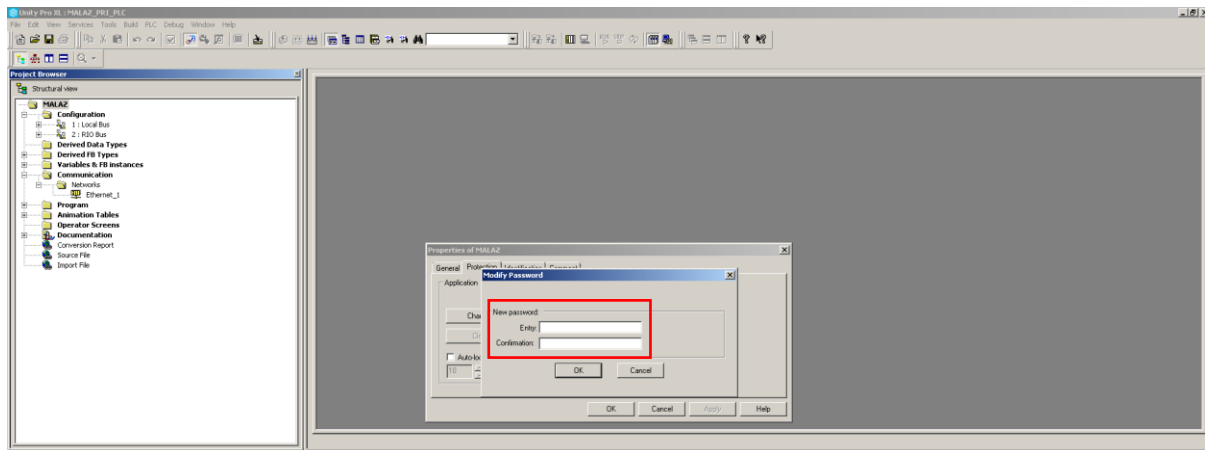 Unity Pro XL : MALAZ_PRI_PLC
File Edit View Services Tools Build PLC Debug Window Help
Project Browser
Structural view
MALAZ
Configuration
1 : Local Bus
2 : RIO Bus
Derived Data Types
Derived FB Types
Variables & FB instances
Communication
Networks
Ethernet_1
Program
Animation Tables
Operator Screens
Documentation
Conversion Report
Source File
Import File
Properties of MALAZ
General
Application
Modify Password
New password:
Entry:
Confirmation:
OK Cancel
10
OK Cancel Apply Help